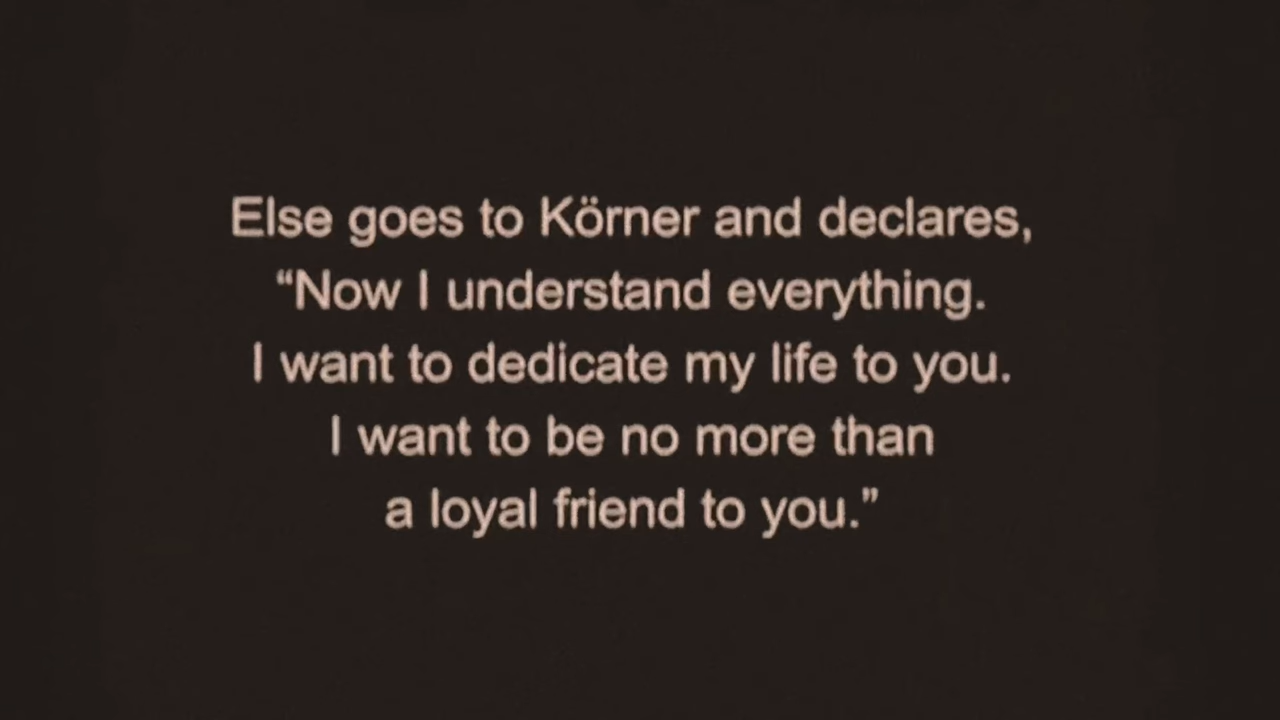 Else goes to Körner and declares,
“Now I understand everything.
I want to dedicate my life to you.
I want to be no more than
a loyal friend to you.”